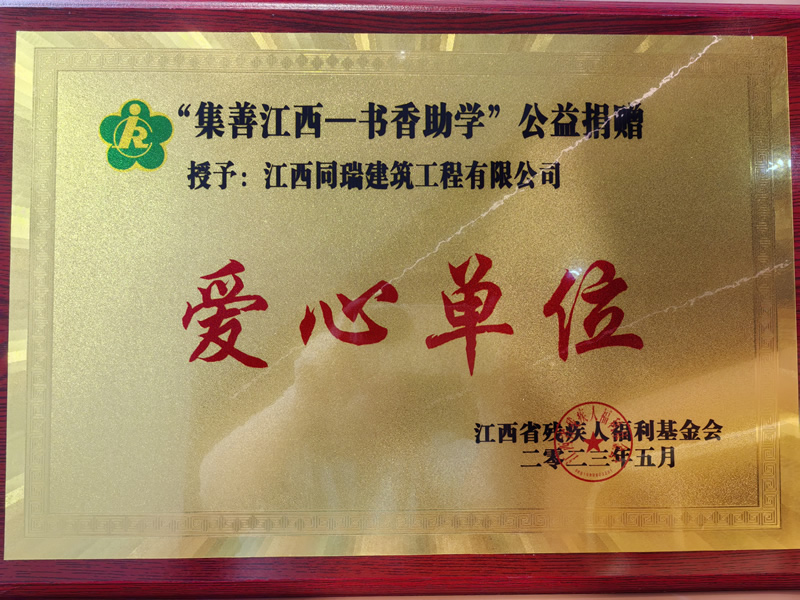 “集善江西—书香助学”公益捐赠
授予：江西同瑞建筑工程有限公司
爱心单位
江西省残疾人福利基金会
二零二三年五月